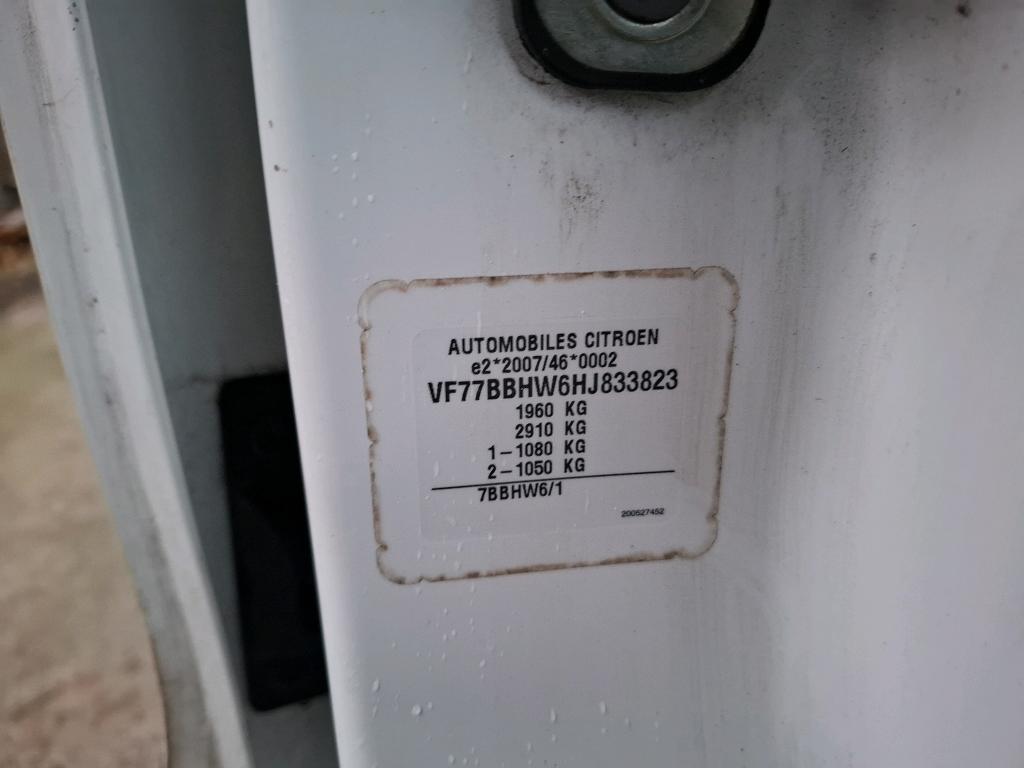 AUTOMOBILES CITROEN
e2*2007/46*0002
VF77BBHW6HJ833823
1960 KG
2910 KG
1-1080 KG
2-1050 KG
7BBHW6/1
200527452